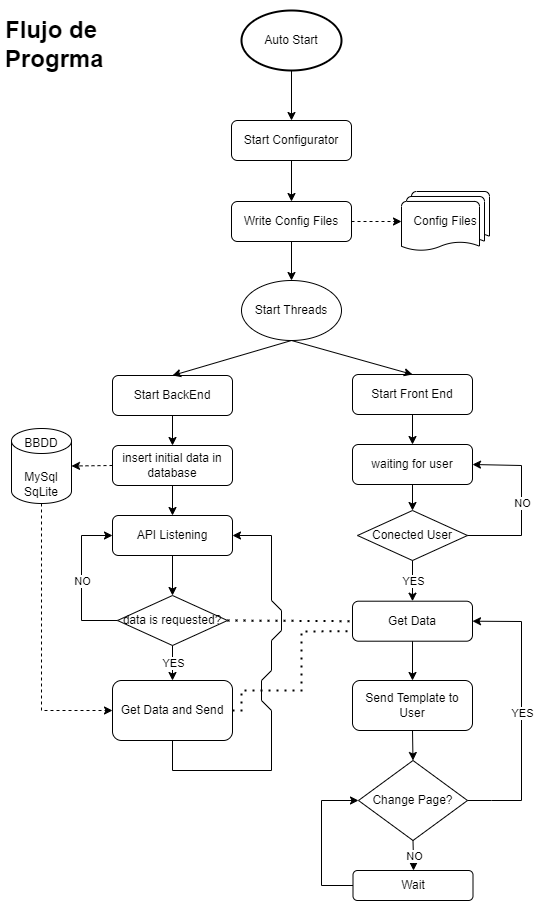 Flujo de
Progrma
Auto Start
Start Configurator
Write Config Files
Config Files
Start Threads
Start BackEnd
Start Front End
BBDD
MySql
SqLite
insert initial data in
database
waiting for user
NO
API Listening
Conected User
NO
YES
data is requested?
Get Data
YES
Get Data and Send
Send Template to
User
YES
Change Page?
NO
Wait